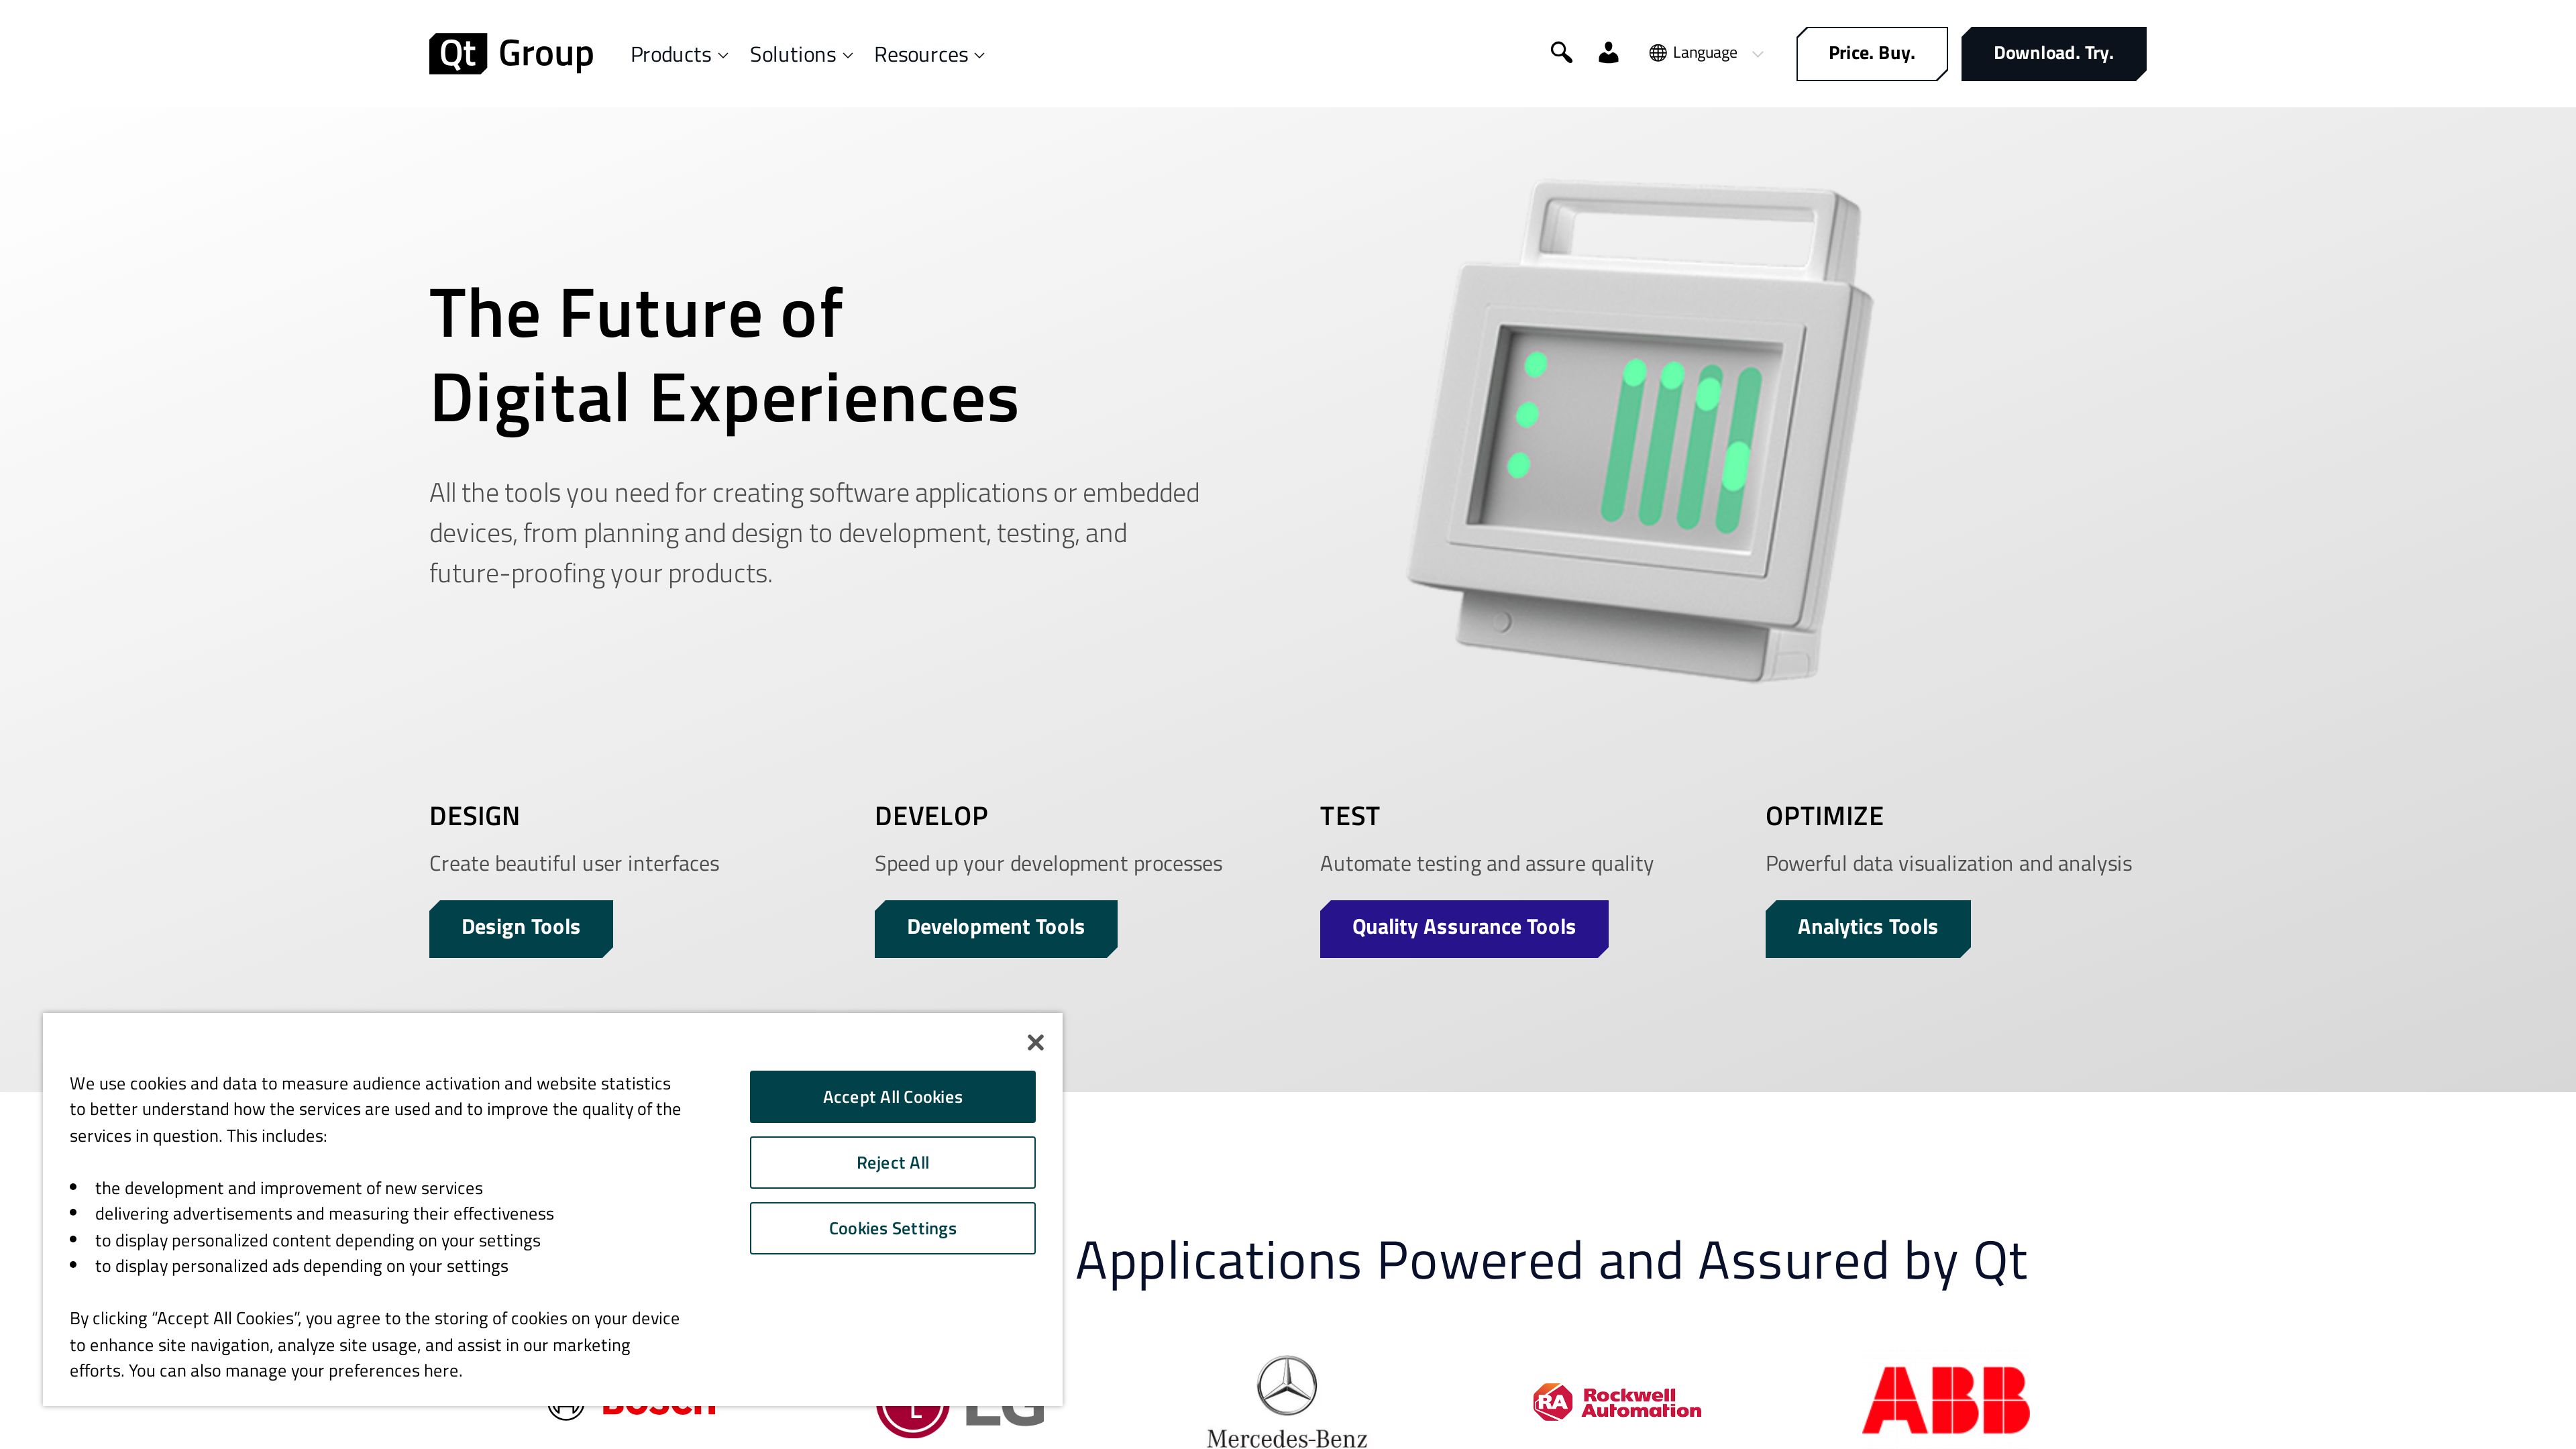 Qt Group
Products
Solutions
Resources
Language
Price. Buy.
Download. Try.
The Future of
Digital Experiences
All the tools you need for creating software applications or embedded
devices, from planning and design to development, testing, and
future-proofing your products.
DESIGN
Create beautiful user interfaces
Design Tools
DEVELOP
Speed up your development processes
Development Tools
TEST
Automate testing and assure quality
Quality Assurance Tools
OPTIMIZE
Powerful data visualization and analysis
Analytics Tools
We use cookies and data to measure audience activation and website statistics
to better understand how the services are used and to improve the quality of the
services in question. This includes:
the development and improvement of new services
delivering advertisements and measuring their effectiveness
to display personalized content depending on your settings
to display personalized ads depending on your settings
By clicking “Accept All Cookies”, you agree to the storing of cookies on your device
to enhance site navigation, analyze site usage, and assist in our marketing
efforts. You can also manage your preferences here.
Accept All Cookies
Reject All
Cookies Settings
Applications Powered and Assured by Qt
BOSCH
L LG
Mercedes-Benz
RA Rockwell
Automation
ABB